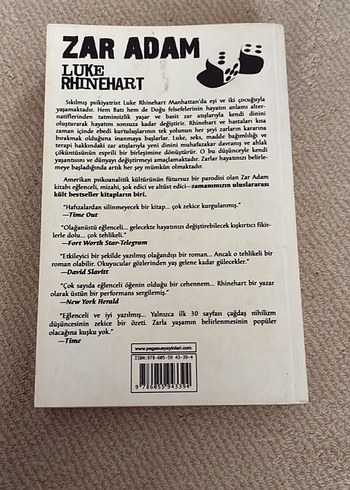 ZAR ADAM
LUKE
RHINEHART
Sıkılmış psikiyatrist Luke Rhinehart Manhattan'da eşi ve iki çocuğuyla
yaşamaktadır. Hem Batı hem de Doğu felsefelerinin hayatın anlamı alter-
natiflerinden tatminsizlik yaşar ve basit zar atışlarıyla kendi dinini
oluşturarak hayatını sonsuza kadar değiştirir. Rhinehart ve hastaları kısa
zaman içinde ebedi kurtuluşlarının tek yolunun her şeyi zarların kararına
bırakmak olduğuna inanmaya başlarlar. Luke, seks, madde bağımlılığı ve
terapi hakkındaki zar atışlarıyla yeni dinini muhafazakar davranış ve ahlak
çöküntüsünün esprili bir birleşimine dönüştürür. O bu düşünceyle kendi
yaşantısını ve dünyayı değiştirmeyi amaçlamaktadır. Zarlar hayatınızı belirle-
meye başladığında artık her şey mümkün olmaktadır.
Amerikan psikoanalitik kültürünün fütursuz bir parodisi olan Zar Adam
kitabı eğlenceli, mizahi, şok edici ve altüst edici—zamanımızın uluslararası
kült bestseller kitapların biri.
"Hafızalardan silinmeyecek bir kitap... çok zekice kurgulanmış."
—Time Out
"Olağanüstü eğlenceli... gelecekte hayatınızı değiştirebilecek kışkırtıcı fikir-
lerle dolu... çok tehlikeli."
—Fort Worth Star-Telegram
"Etkileyici bir şekilde yazılmış olağandışı bir roman... Ancak o tehlikeli bir
roman olabilir. Okuyucular gözlerinden yaş gelene kadar gülecekler."
—David Slavitt
"Çok sayıda eğlenceli öğenin olduğu bir cehennem... Rhinehart bir yazar
olarak üstün bir performans sergilemiş."
—New York Herald
"Eğlenceli ve iyi yazılmış... Yalnızca ilk 30 sayfası çağdaş nihilizm
düşüncesinin zekice bir özeti. Zarla yaşamın belirlenmesinin popüler
olacağına kuşku yok."
—Time
www.pegasusyayinlari.com
ISBN: 978-605-59 43-39-4
9 786055 943394